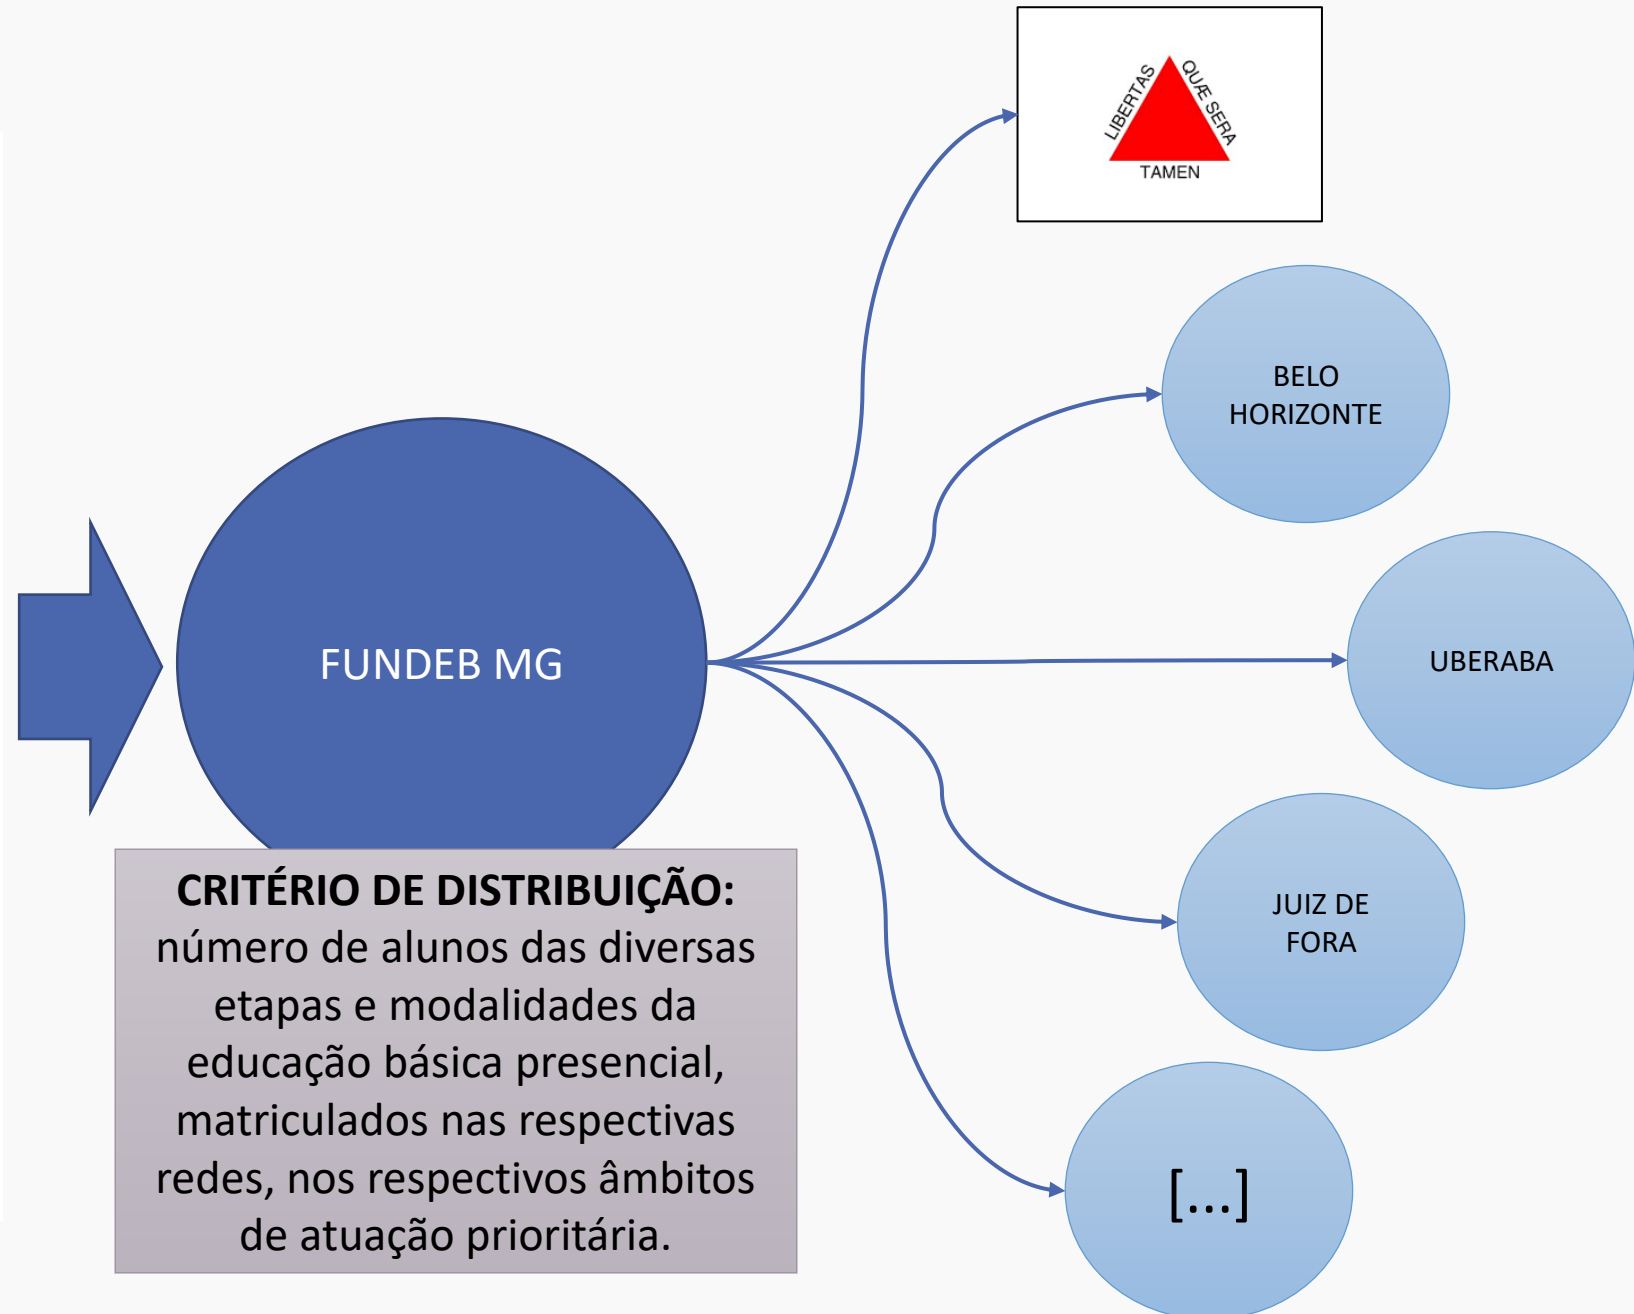 LIBERTAS
QUÆ SERA
TAMEN
BELO
HORIZONTE
FUNDEB MG
UBERABA
CRITÉRIO DE DISTRIBUIÇÃO:
número de alunos das diversas
etapas e modalidades da
educação básica presencial,
matriculados nas respectivas
redes, nos respectivos âmbitos
de atuação prioritária.
JUIZ DE
FORA
[...]